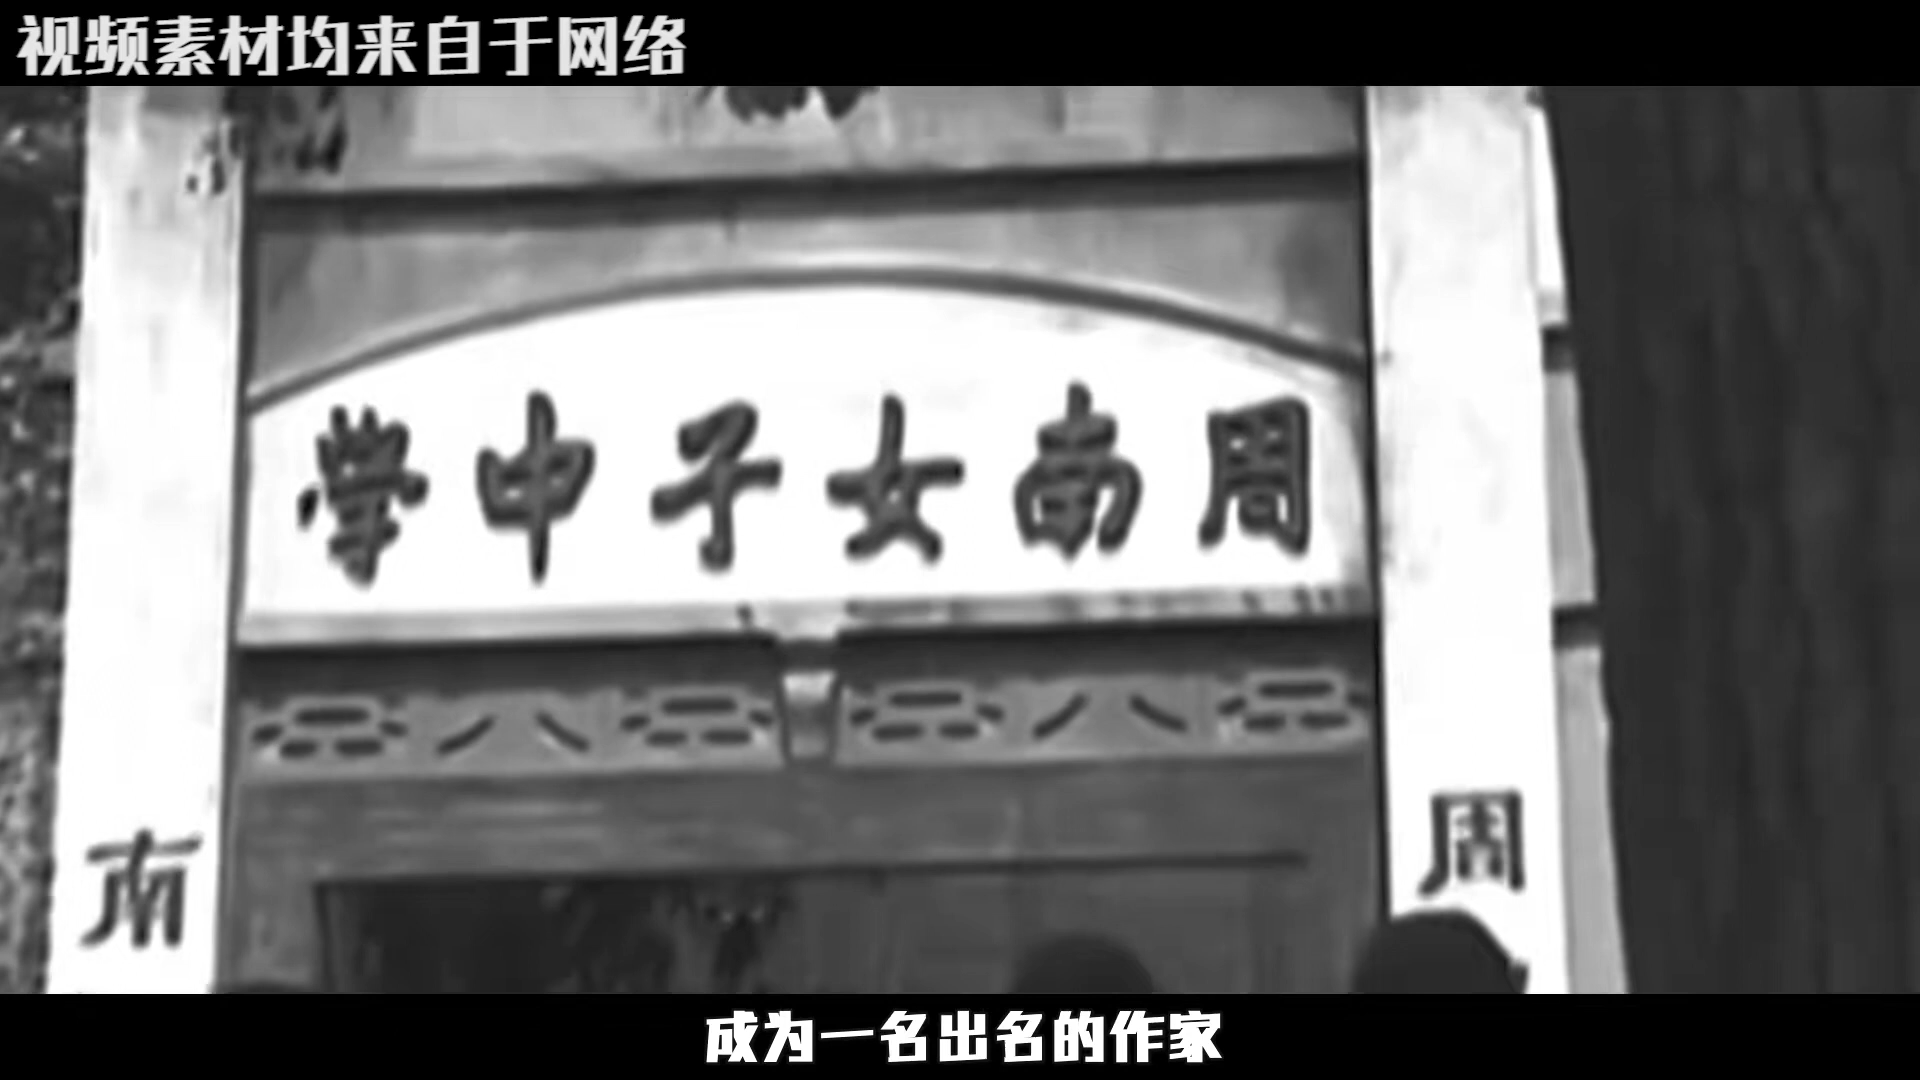 视频素材均来自于网络
周南女子中学
周
南
成为一名出名的作家